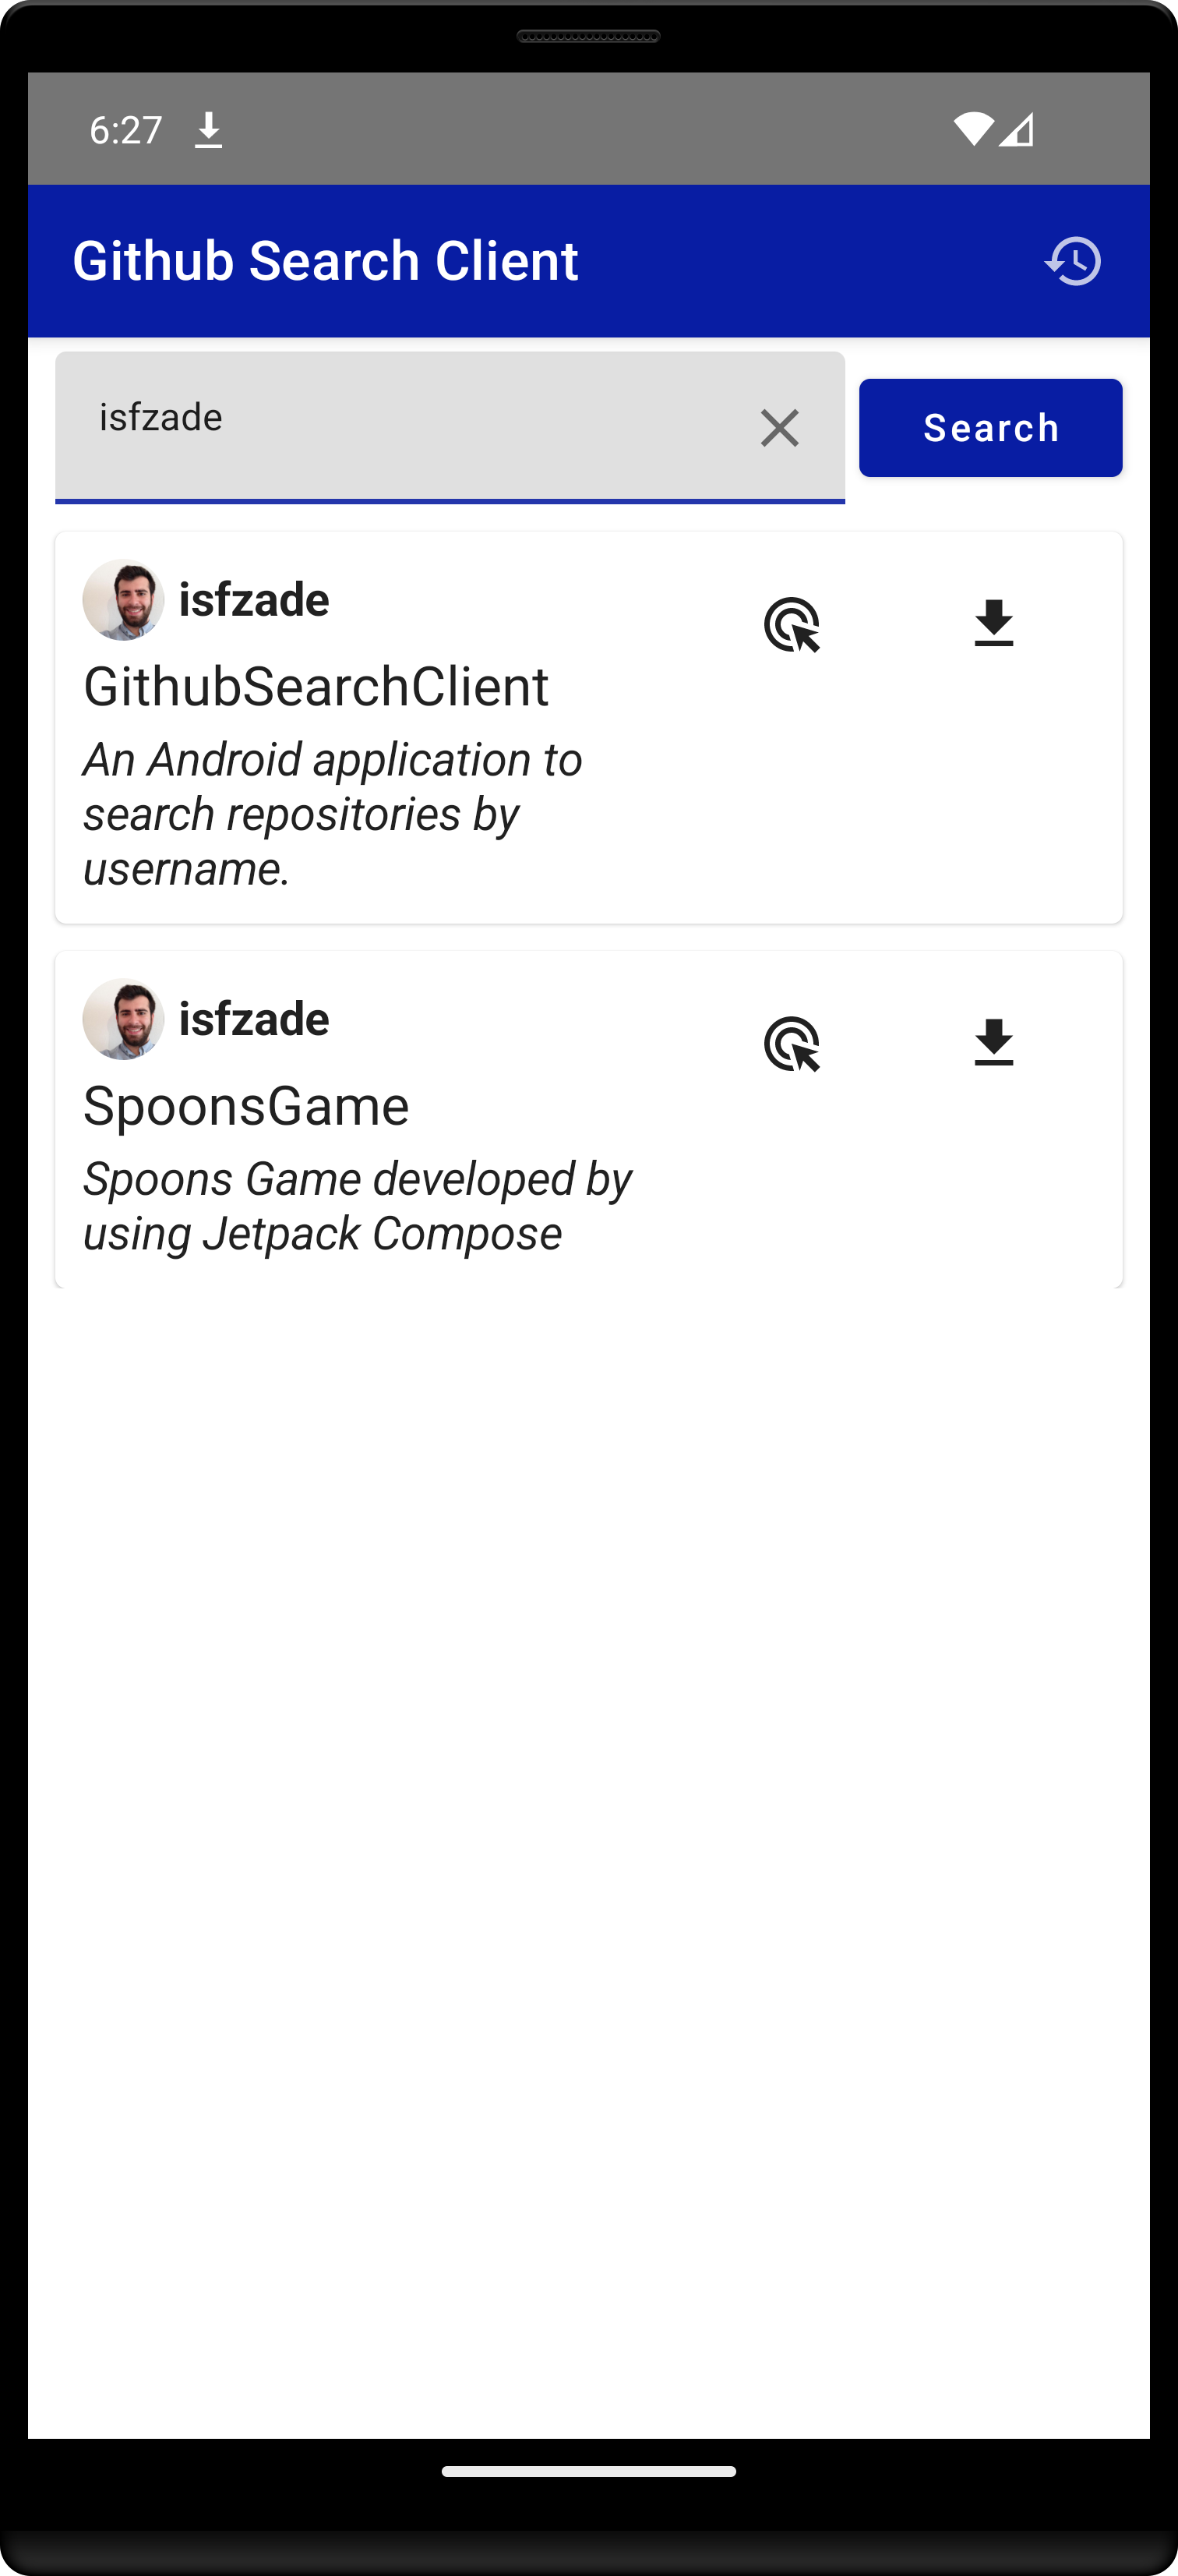 6:27
Github Search Client
isfzade
Search
isfzade
GithubSearchClient
An Android application to
search repositories by
username.
isfzade
SpoonsGame
Spoons Game developed by
using Jetpack Compose